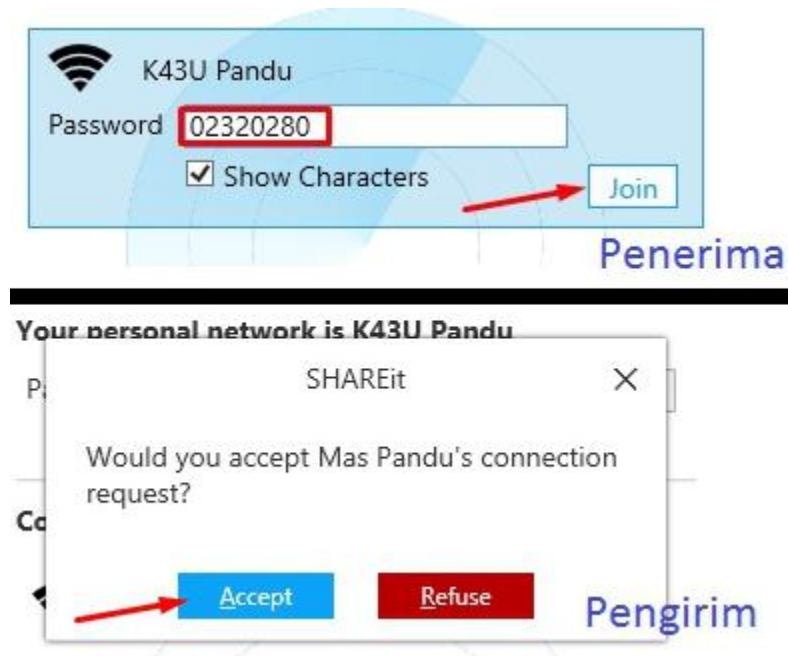 K43U Pandu
Password 02320280
Show Characters
Join
Penerima
Your personal network is K43U Pandu
SHAREit
Would you accept Mas Pandu's connection
request?
Accept
Refuse
Pengirim